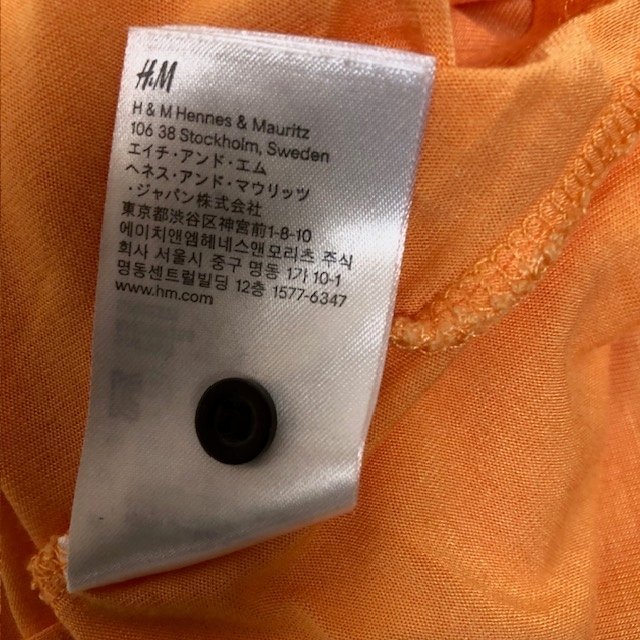 H&M
H & M Hennes & Mauritz
106 38 Stockholm, Sweden
エイチ・アンド・エム
ヘネス・アンド・マウリッツ
・ジャパン株式会社
東京都渋谷区神宮前1-8-10
에이치앤엠헤네스앤모리츠 주식
회사 서울시 중구 명동 1가 10-1
명동센트럴빌딩 12층 1577-6347
www.hm.com